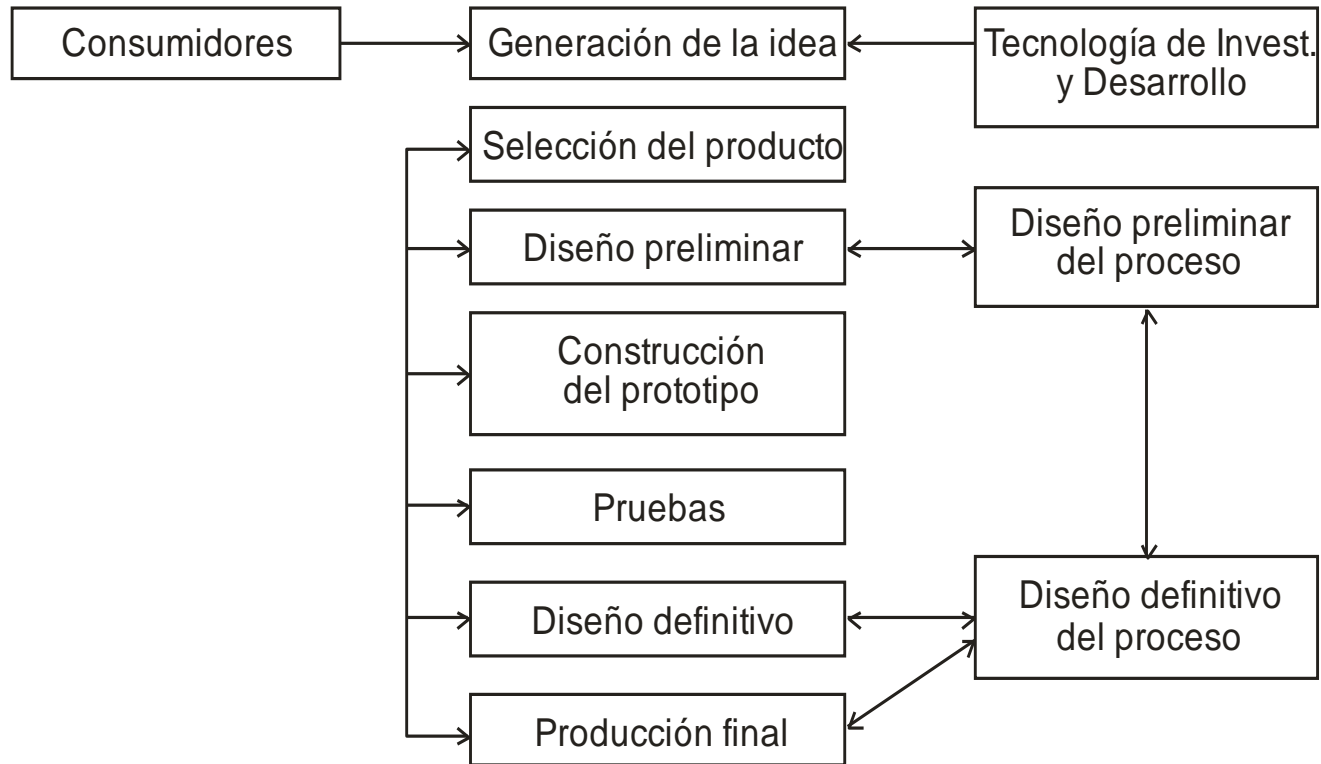 Consumidores
Generación de la idea
Tecnología de Invest.
y Desarrollo
Selección del producto
Diseño preliminar
Diseño preliminar
del proceso
Construcción
del prototipo
Pruebas
Diseño definitivo
Diseño definitivo
del proceso
Producción final